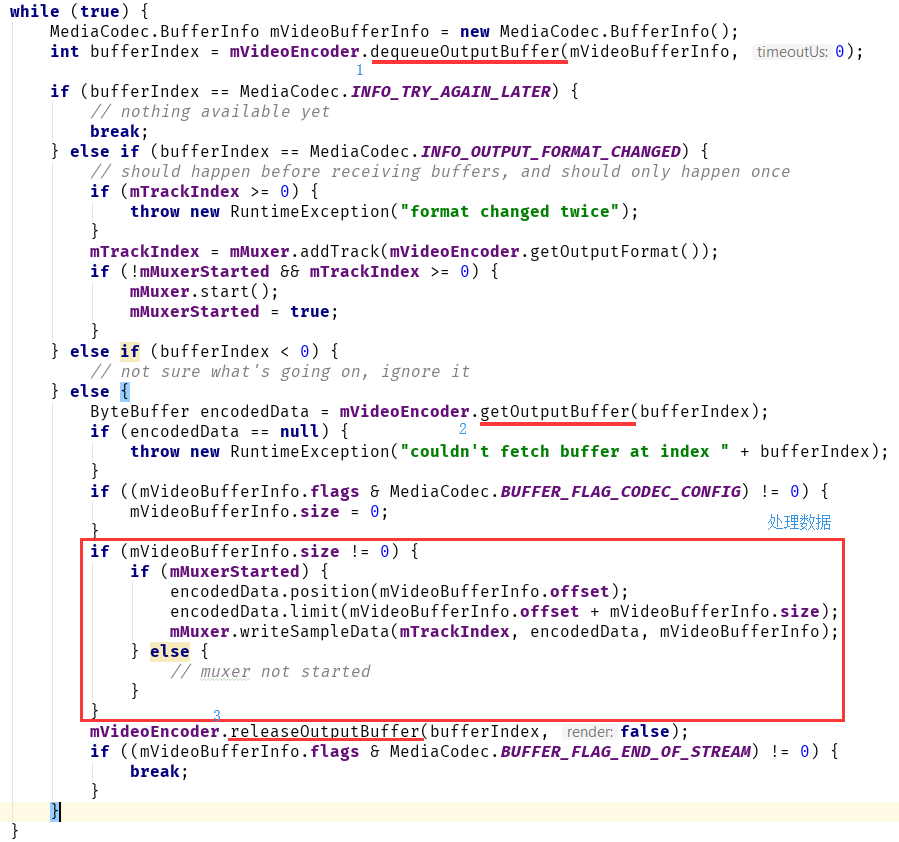 while (true) {
MediaCodec.BufferInfo mVideoBufferInfo = new MediaCodec.BufferInfo();
int bufferIndex = mVideoEncoder.dequeueOutputBuffer(mVideoBufferInfo, timeoutUs: 0);
1
if (bufferIndex == MediaCodec.INFO_TRY_AGAIN_LATER) {
// nothing available yet
break;
} else if (bufferIndex == MediaCodec.INFO_OUTPUT_FORMAT_CHANGED) {
// should happen before receiving buffers, and should only happen once
if (mTrackIndex >= 0) {
throw new RuntimeException("format changed twice");
}
mTrackIndex = mMuxer.addTrack(mVideoEncoder.getOutputFormat());
if (!mMuxerStarted && mTrackIndex >= 0) {
mMuxer.start();
mMuxerStarted = true;
}
} else if (bufferIndex < 0) {
// not sure what's going on, ignore it
} else {
ByteBuffer encodedData = mVideoEncoder.getOutputBuffer(bufferIndex);
2
if (encodedData == null) {
throw new RuntimeException("couldn't fetch buffer at index " + bufferIndex);
}
if ((mVideoBufferInfo.flags & MediaCodec.BUFFER_FLAG_CODEC_CONFIG) != 0) {
mVideoBufferInfo.size = 0;
处理数据
}
if (mVideoBufferInfo.size != 0) {
if (mMuxerStarted) {
encodedData.position(mVideoBufferInfo.offset);
encodedData.limit(mVideoBufferInfo.offset + mVideoBufferInfo.size);
mMuxer.writeSampleData(mTrackIndex, encodedData, mVideoBufferInfo);
} else {
// muxer not started
}
}
3
mVideoEncoder.releaseOutputBuffer(bufferIndex, render: false);
if ((mVideoBufferInfo.flags & MediaCodec.BUFFER_FLAG_END_OF_STREAM) != 0) {
break;
}
}
}